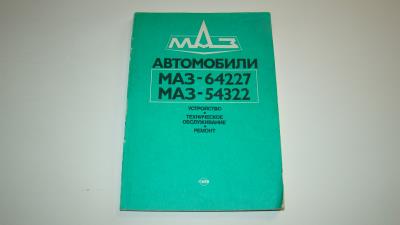 МАЗ
АВТОМОБИЛИ
МАЗ-64227
МАЗ-54322
УСТРОЙСТВО
ТЕХНИЧЕСКОЕ
ОБСЛУЖИВАНИЕ
РЕМОНТ